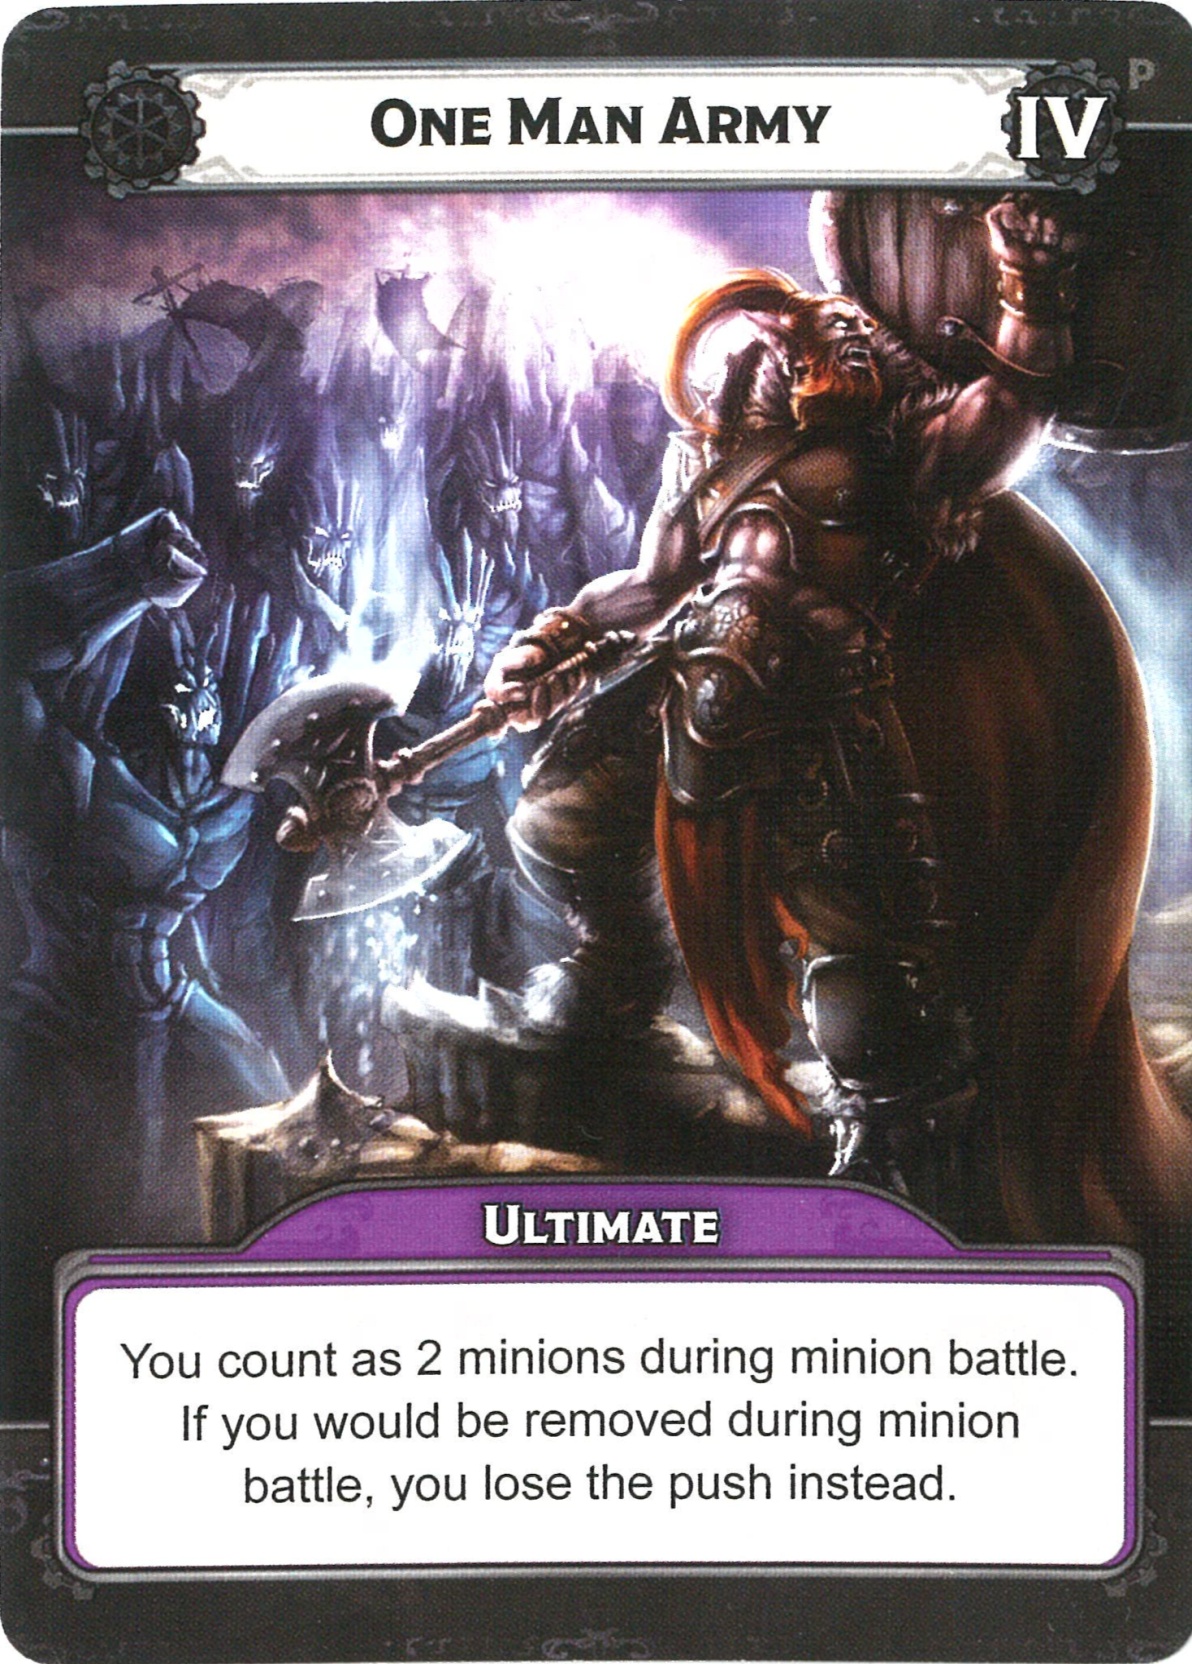 P
ONE MAN ARMY
IV
ULTIMATE
You count as 2 minions during minion battle.
If you would be removed during minion
battle, you lose the push instead.